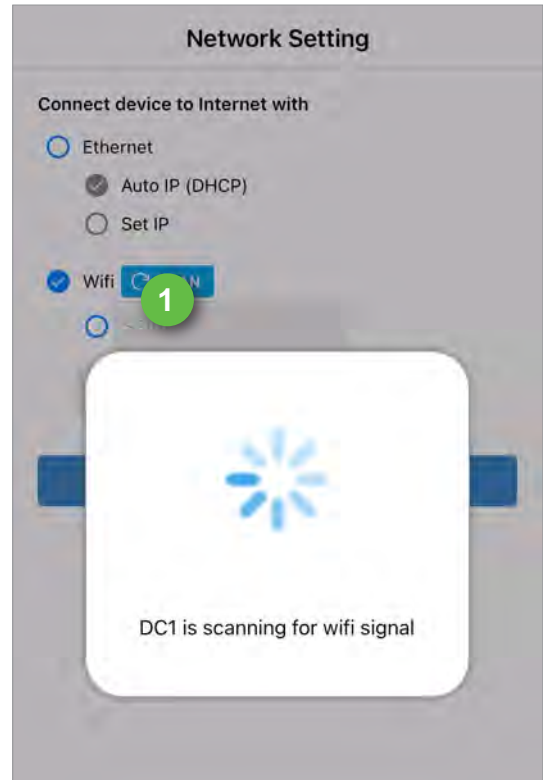 Network Setting
Connect device to Internet with
Ethernet
Auto IP (DHCP)
Set IP
Wifi
1
DC1 is scanning for wifi signal